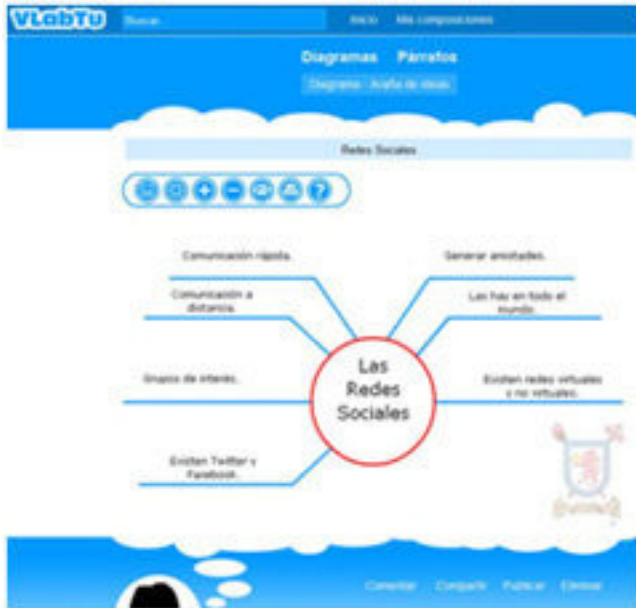 VLabTu
Buscar...
Inicio Mis composiciones
Diagramas Párrafos
Diagrama - Araña de ideas
Redes Sociales
Comunicación rápida.
Generar amistades.
Comunicación a
distancia.
Las hay en todo el
mundo.
Las
Redes
Sociales
Grupos de interés.
Existen redes virtuales
y no virtuales.
Existen Twitter y
Facebook.
Comentar Compartir Publicar Eliminar